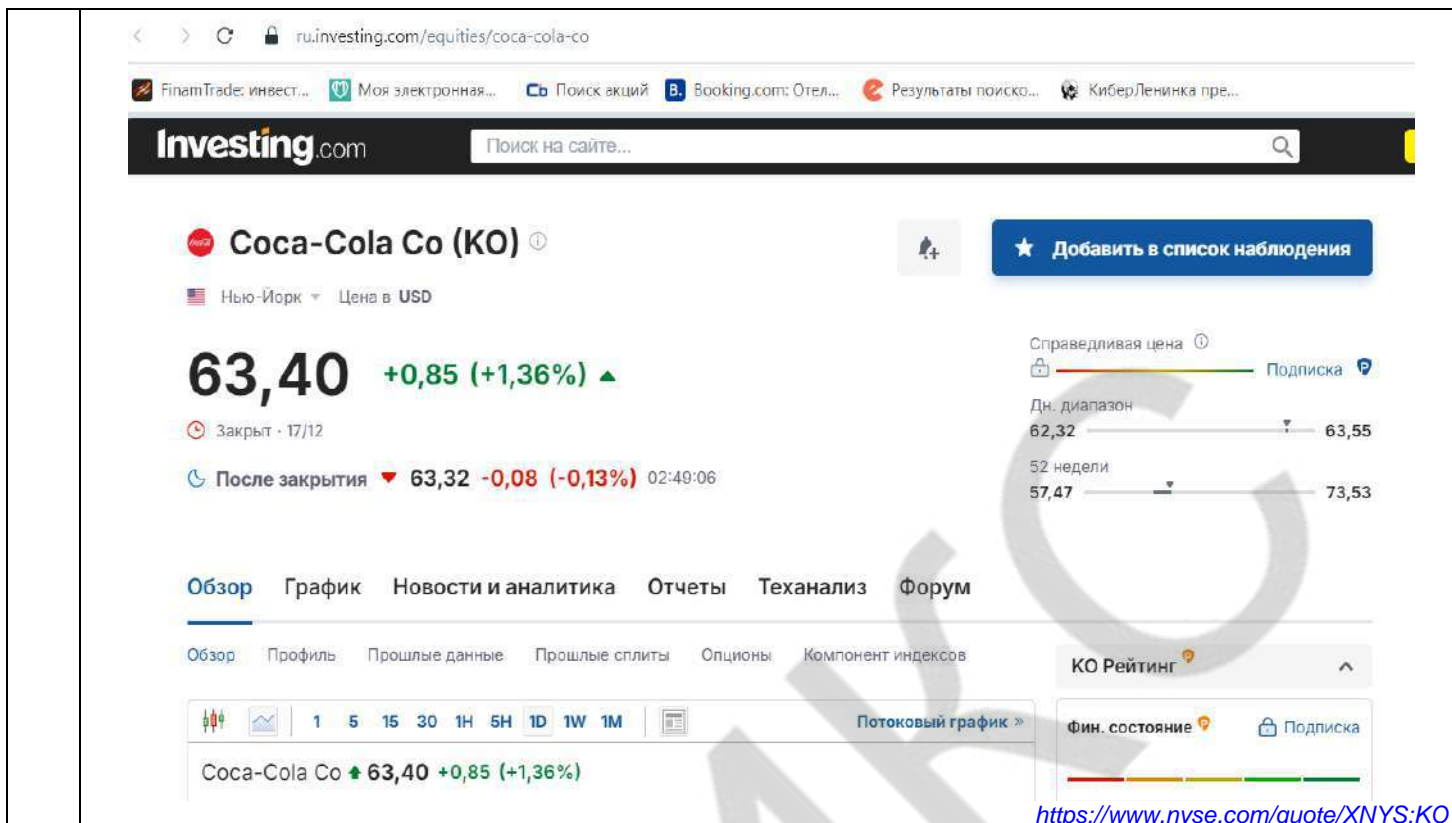 ru.investing.com/equities/coca-cola-co
FinamTrade: инвест... Моя электронная... Сb Поиск акций B. Booking.com: Отел... Результаты поиско... КиберЛенинка пре...
Investing.com Поиск на сайте...
Coca-Cola Co (KO)
Добавить в список наблюдения
Нью-Йорк Цена в USD
63,40 +0,85 (+1,36%)
Справедливая цена
Подписка
Закрыт · 17/12
Дн. диапазон
62,32 63,55
После закрытия 63,32 -0,08 (-0,13%) 02:49:06
52 недели
57,47 73,53
Обзор График Новости и аналитика Отчеты Теханализ Форум
Обзор Профиль Прошлые данные Прошлые сплиты Опционы Компонент индексов
КО Рейтинг
1 5 15 30 1H 5H 1D 1W 1M Потоковый график »
Фин. состояние Подписка
Coca-Cola Co 63,40 +0,85 (+1,36%)
https://www.nyse.com/quote/XNYS:KO